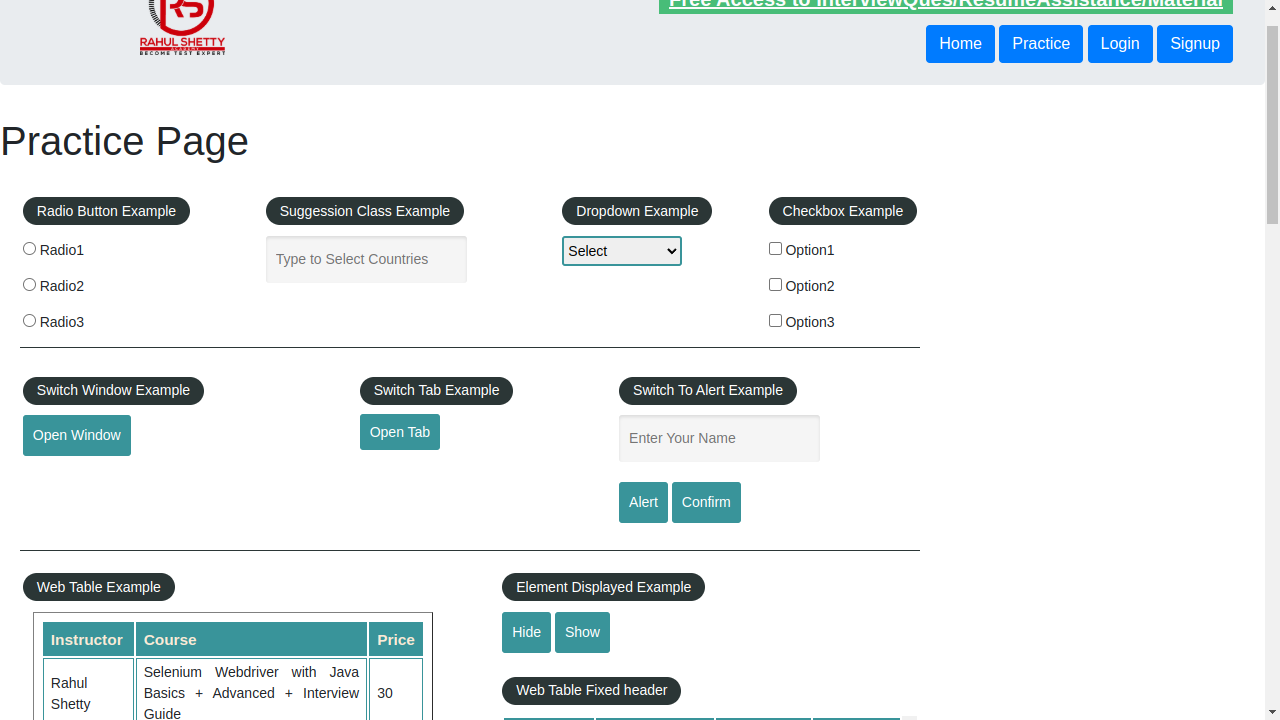 Free Access to InterviewQues/ResumeAssistance/Material
RAHUL SHETTY
ACADEMY
BECOME TEST EXPERT
Home Practice Login Signup
Practice Page
Radio Button Example
Radio1
Radio2
Radio3
Suggession Class Example
Type to Select Countries
Dropdown Example
Select
Checkbox Example
Option1
Option2
Option3
Switch Window Example
Open Window
Switch Tab Example
Open Tab
Switch To Alert Example
Enter Your Name
Alert Confirm
Web Table Example
Instructor Course Price
Rahul
Shetty
Selenium Webdriver with Java
Basics + Advanced + Interview
Guide
30
Element Displayed Example
Hide Show
Web Table Fixed header